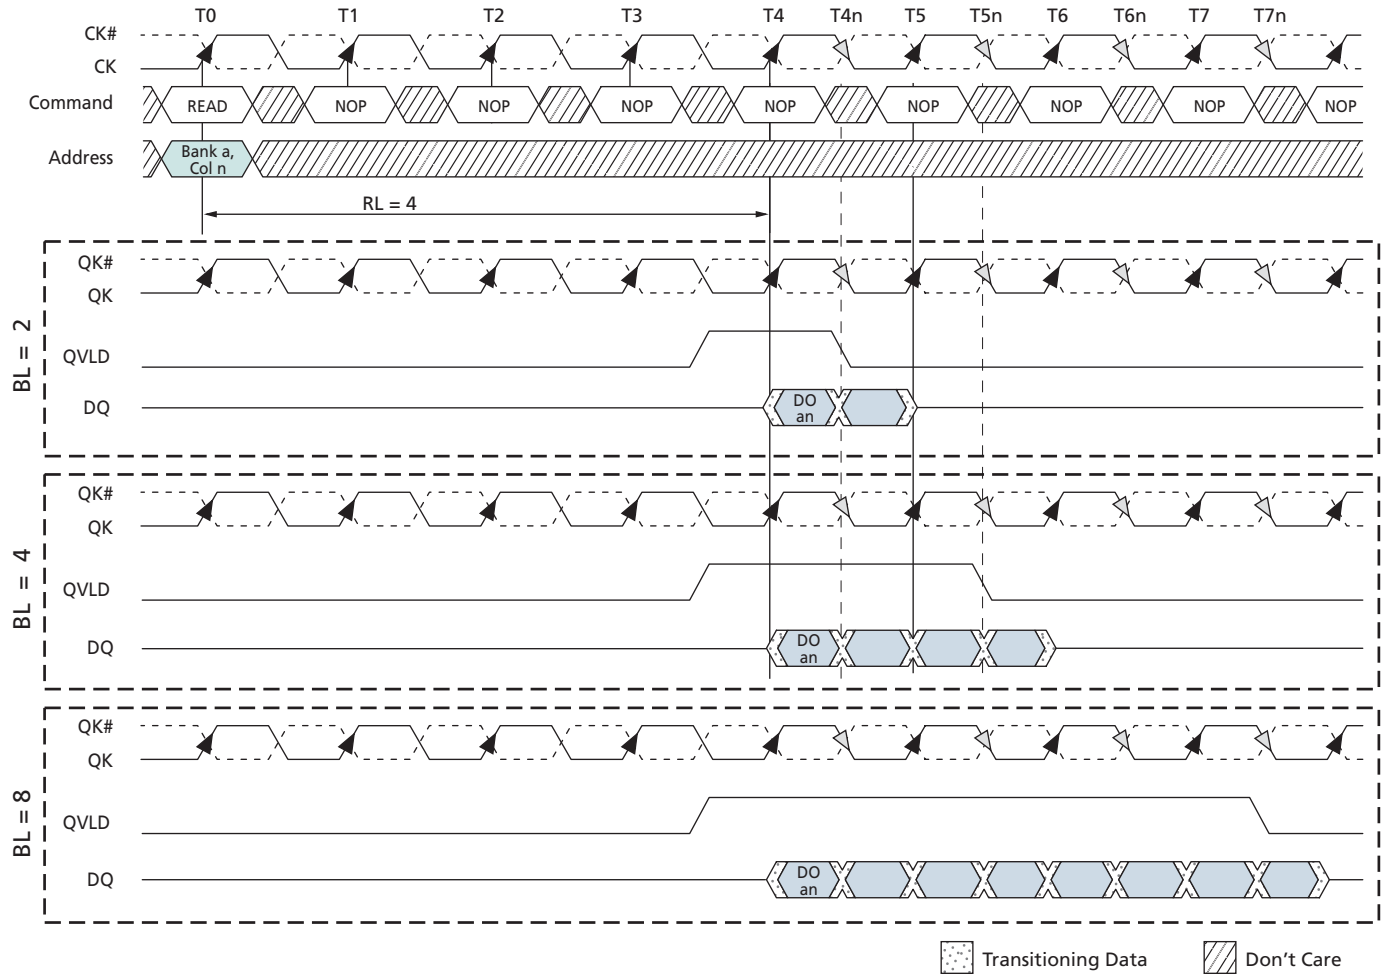 T0 T1 T2 T3 T4 T4n T5 T5n T6 T6n T7 T7n
CK#
CK
Command READ NOP NOP NOP NOP NOP NOP NOP NOP
Address Bank a,
Col n
RL = 4
BL = 2
QK#
QK
QVLD
DQ DO
an
BL = 4
QK#
QK
QVLD
DQ DO
an
BL = 8
QK#
QK
QVLD
DQ DO
an
Transitioning Data Don't Care